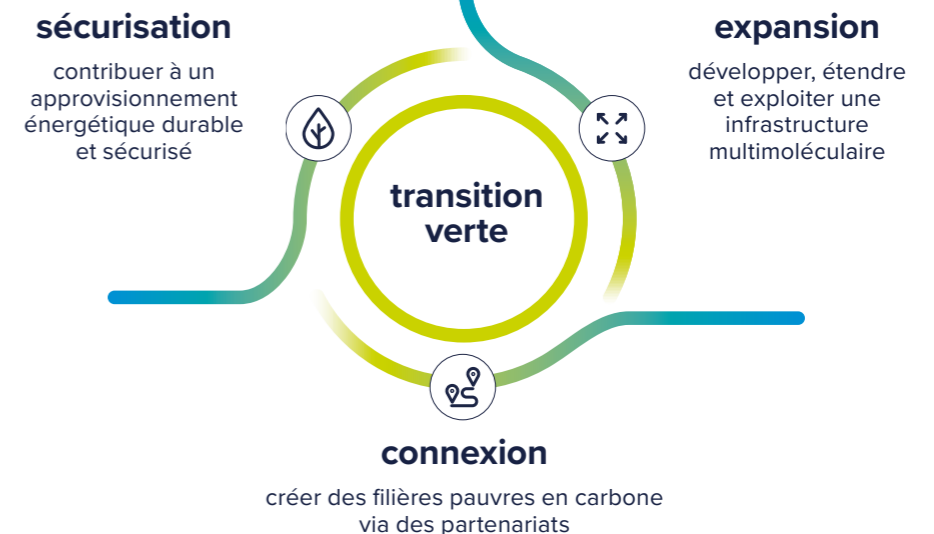 sécurisation
contribuer à un
approvisionnement
énergétique durable
et sécurisé
expansion
développer, étendre
et exploiter une
infrastructure
multimoléculaire
transition
verte
connexion
créer des filières pauvres en carbone
via des partenariats